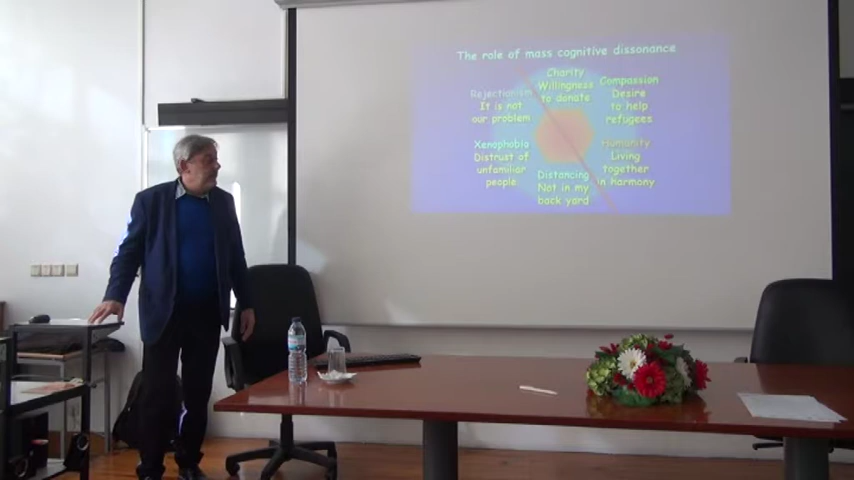 The role of mass cognitive dissonance
Charity
Willingness
to donate
Compassion
Desire
to help
refugees
Rejectionism
It is not
our problem
Xenophobia
Distrust of
unfamiliar
people
Humanity
Living
together
in harmony
Distancing
Not in my
back yard